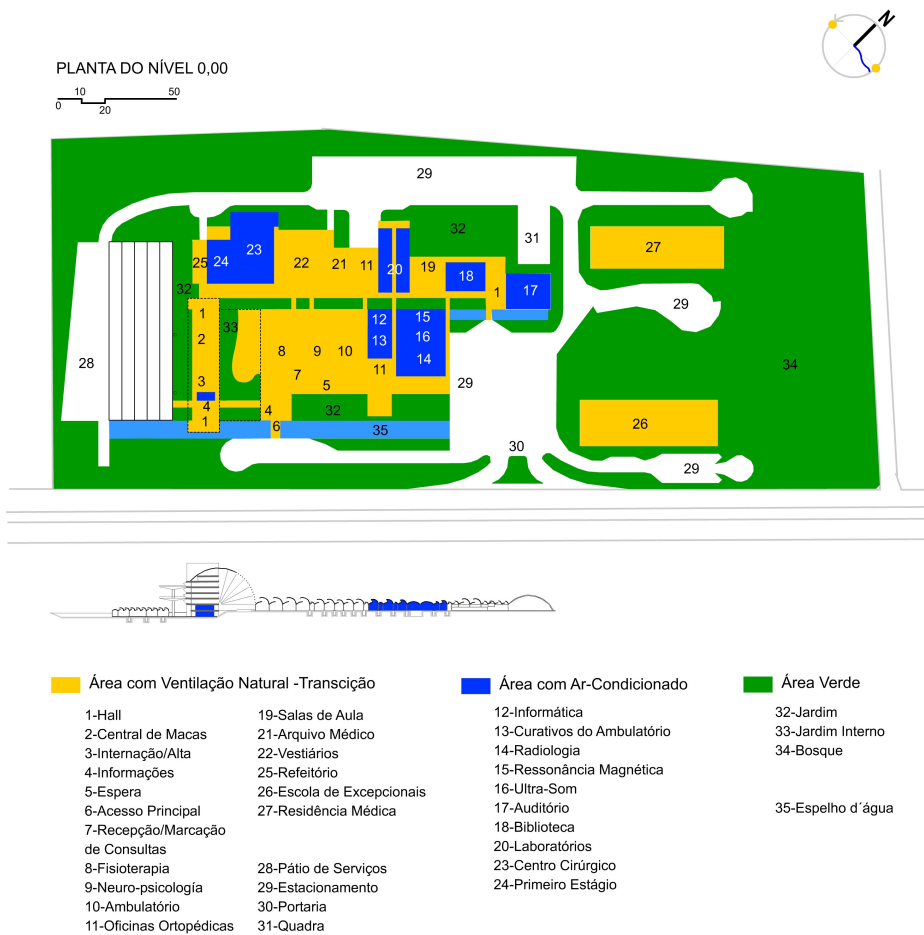 N
PLANTA DO NÍVEL 0,00
10 50
0 20
29
32
31
27
25 24 23 22 21 11 20 19 18
1 17
32
29
1 33 12 15
2 13 16
28 8 9 10 14
34
7 11
3 5 29
4 4 32
1 6 35 26
30
29
Área com Ventilação Natural -Transcição
1-Hall
2-Central de Macas
3-Internação/Alta
4-Informações
5-Espera
6-Acesso Principal
7-Recepção/Marcação
de Consultas
8-Fisioterapia
9-Neuro-psicología
10-Ambulatório
11-Oficinas Ortopédicas
19-Salas de Aula
21-Arquivo Médico
22-Vestiários
25-Refeitório
26-Escola de Excepcionais
27-Residência Médica
28-Pátio de Serviços
29-Estacionamento
30-Portaria
31-Quadra
Área com Ar-Condicionado
12-Informática
13-Curativos do Ambulatório
14-Radiologia
15-Ressonância Magnética
16-Ultra-Som
17-Auditório
18-Biblioteca
20-Laboratórios
23-Centro Cirúrgico
24-Primeiro Estágio
Área Verde
32-Jardim
33-Jardim Interno
34-Bosque
35-Espelho d´água